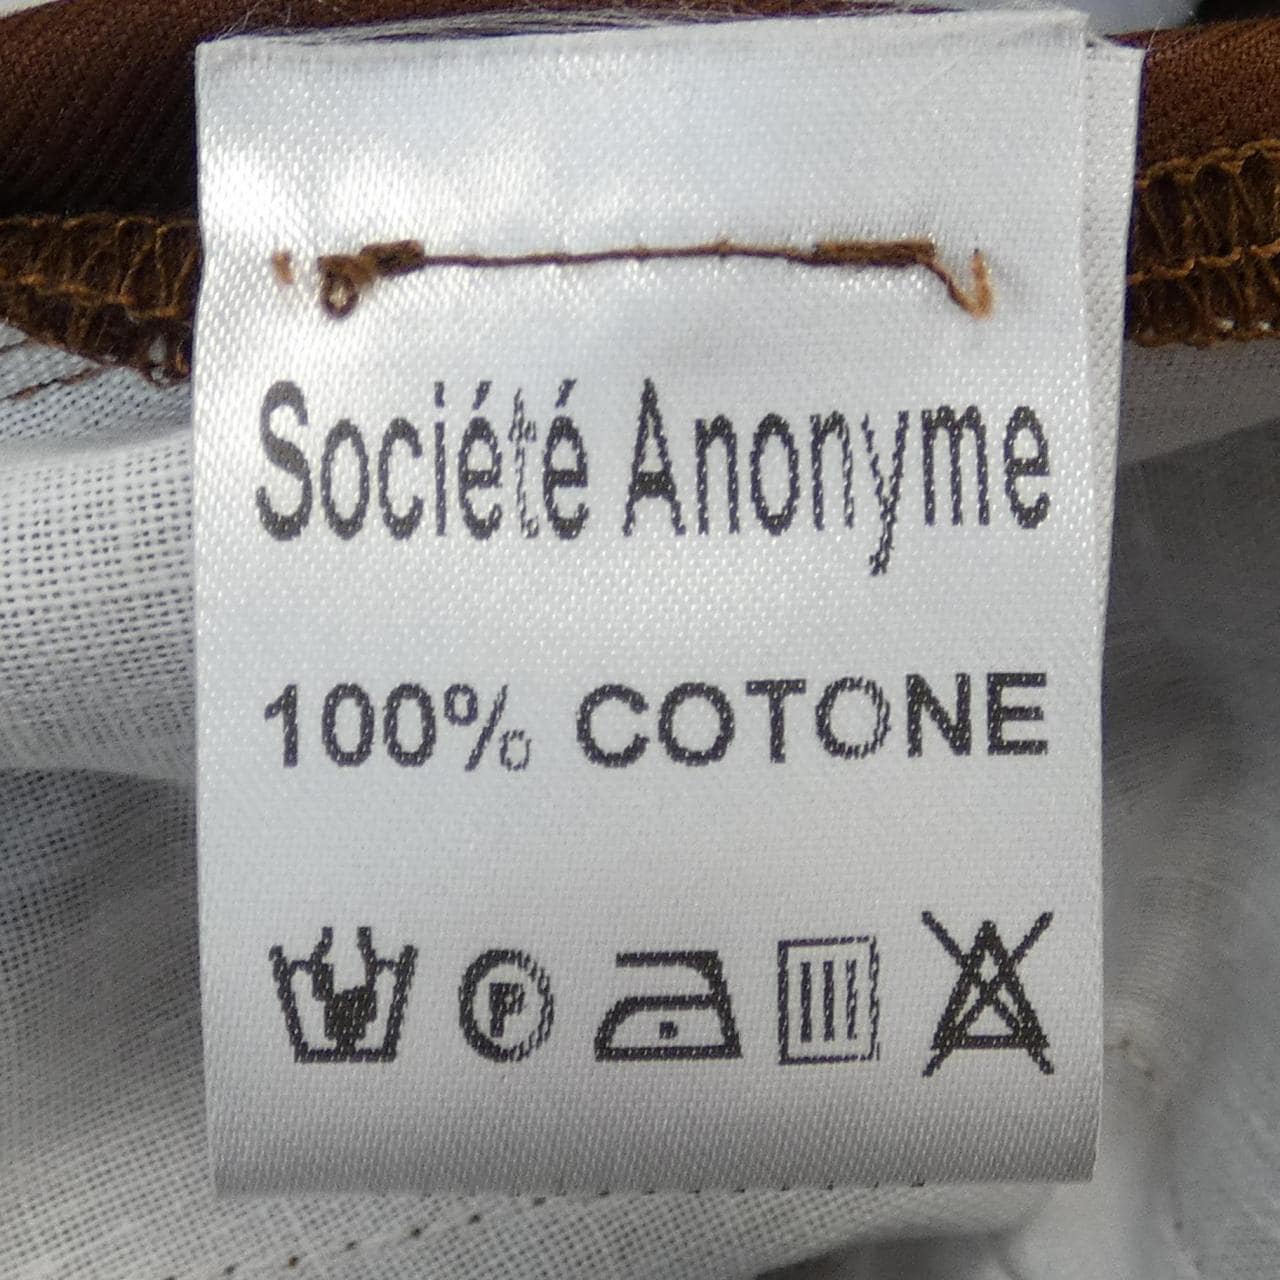 Société Anonyme
100% COTONE
P